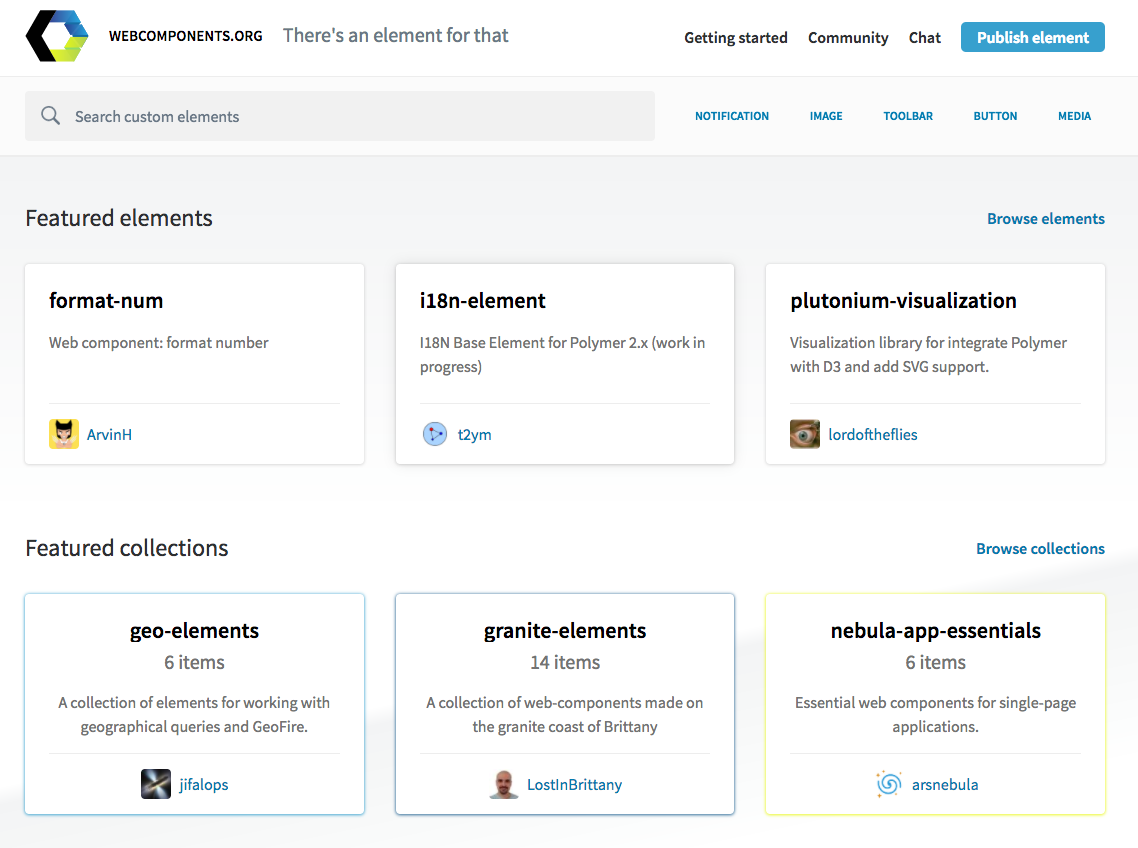 WEBCOMPONENTS.ORG There's an element for that Getting started Community Chat Publish element
Search custom elements NOTIFICATION IMAGE TOOLBAR BUTTON MEDIA
Featured elements Browse elements
format-num
Web component: format number
ArvinH
i18n-element
I18N Base Element for Polymer 2.x (work in
progress)
t2ym
plutonium-visualization
Visualization library for integrate Polymer
with D3 and add SVG support.
lordoftheflies
Featured collections Browse collections
geo-elements
6 items
A collection of elements for working with
geographical queries and GeoFire.
jifalops
granite-elements
14 items
A collection of web-components made on
the granite coast of Brittany
LostInBrittany
nebula-app-essentials
6 items
Essential web components for single-page
applications.
arsnebula